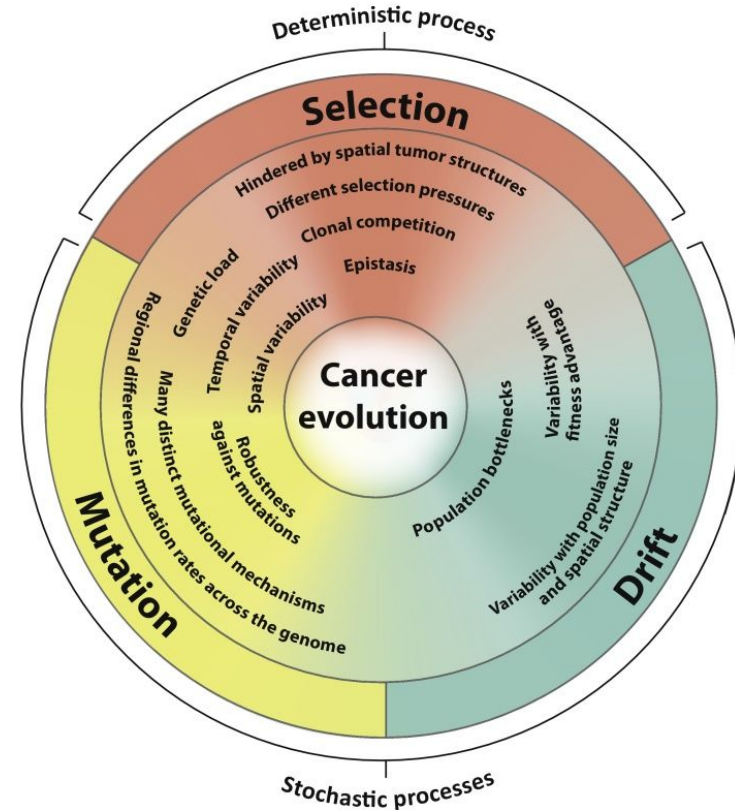 Deterministic process
Selection
Hindered by spatial tumor structures
Different selection pressures
Clonal competition
Epistasis
Genetic load
Temporal variability
Spatial variability
Cancer
evolution
Variability with
fitness advantage
Population bottlenecks
Variability with population size
and spatial structure
Drift
Robustness
against mutations
Many distinct mutational mechanisms
Regional differences in mutation rates across the genome
Mutation
Stochastic processes